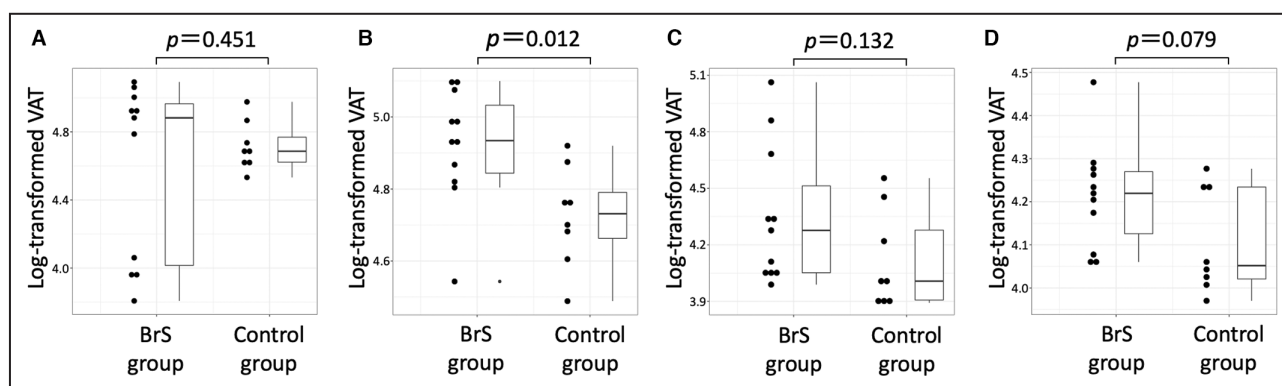 A
p=0.451
Log-transformed VAT
4.8
4.4
4.0
BrS
group
Control
group
B
p=0.012
Log-transformed VAT
5.0
4.8
4.6
BrS
group
Control
group
C
p=0.132
Log-transformed VAT
5.1
4.8
4.5
4.2
3.9
BrS
group
Control
group
D
p=0.079
Log-transformed VAT
4.5
4.4
4.3
4.2
4.1
4.0
BrS
group
Control
group